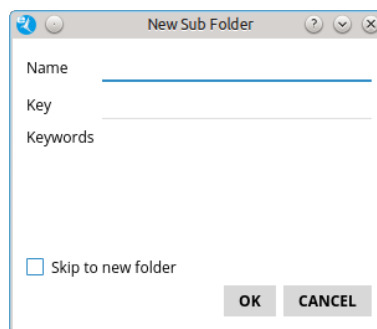 New Sub Folder
Name
Key
Keywords
Skip to new folder
OK CANCEL